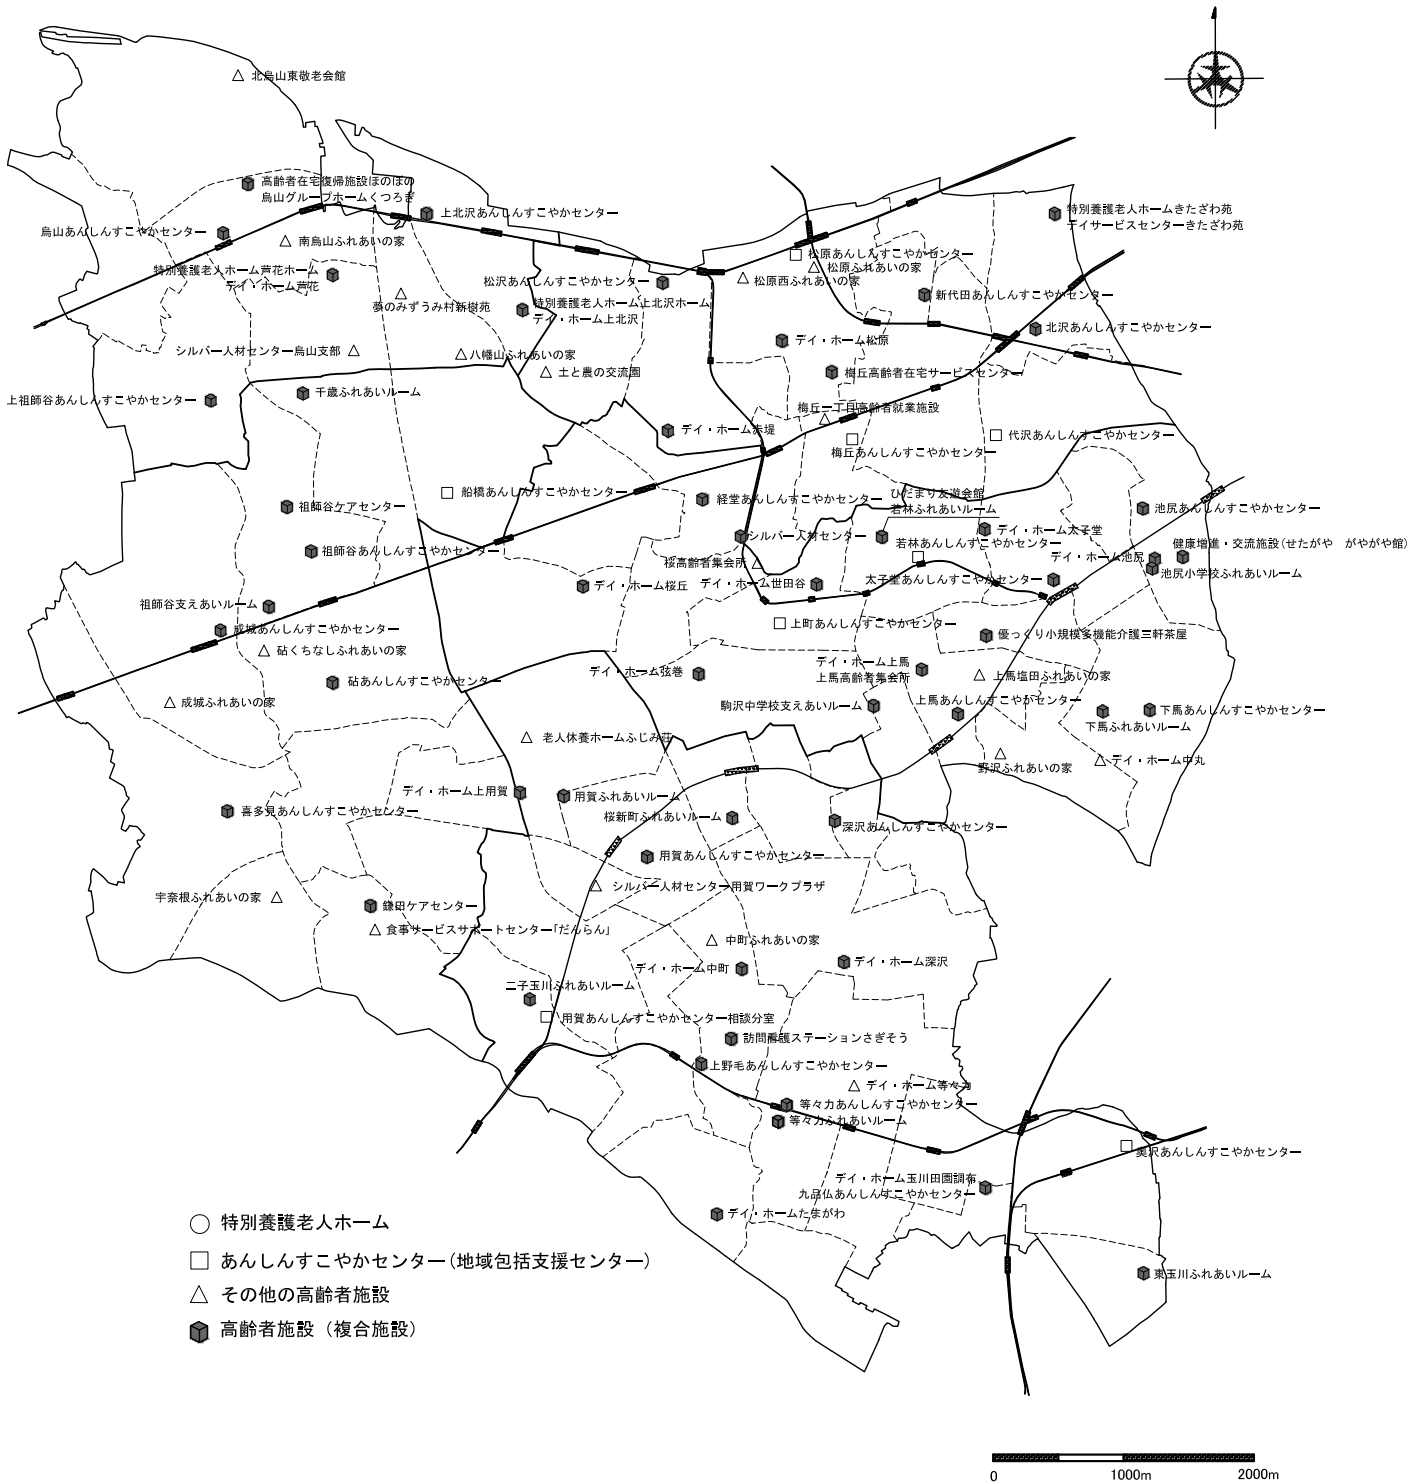 北烏山東敬老会館
高齢者在宅復帰施設ほのぼの
烏山グループホームくつろぎ
上北沢あんしんすこやかセンター
特別養護老人ホームきたざわ苑
デイサービスセンターきたざわ苑
烏山あんしんすこやかセンター
南烏山ふれあいの家
松原あんしんすこやかセンター
松原ふれあいの家
特別養護老人ホーム芦花ホーム
デイ・ホーム芦花
松沢あんしんすこやかセンター
松原西ふれあいの家
夢のみずうみ村新樹苑
特別養護老人ホーム上北沢ホーム
デイ・ホーム上北沢
新代田あんしんすこやかセンター
北沢あんしんすこやかセンター
デイ・ホーム松原
シルバー人材センター烏山支部
八幡山ふれあいの家
土と農の交流園
梅丘高齢者在宅サービスセンター
上祖師谷あんしんすこやかセンター
千歳ふれあいルーム
梅丘一丁目高齢者就業施設
デイ・ホーム赤堤
代沢あんしんすこやかセンター
梅丘あんしんすこやかセンター
船橋あんしんすこやかセンター
経堂あんしんすこやかセンター
ひだまり友遊会館
若林ふれあいルーム
祖師谷ケアセンター
池尻あんしんすこやかセンター
シルバー人材センター
デイ・ホーム太子堂
若林あんしんすこやかセンター
健康増進・交流施設(せたがや がやがや館)
祖師谷あんしんすこやかセンター
桜高齢者集会所
デイ・ホーム池尻
池尻小学校ふれあいルーム
デイ・ホーム桜丘
デイ・ホーム世田谷
太子堂あんしんすこやかセンター
祖師谷支えあいルーム
成城あんしんすこやかセンター
上町あんしんすこやかセンター
優っくり小規模多機能介護三軒茶屋
砧くちなしふれあいの家
デイ・ホーム弦巻
デイ・ホーム上馬
上馬高齢者集会所
上馬塩田ふれあいの家
砧あんしんすこやかセンター
成城ふれあいの家
駒沢中学校支えあいルーム
上馬あんしんすこやかセンター
下馬あんしんすこやかセンター
下馬ふれあいルーム
老人休養ホームふじみ荘
野沢ふれあいの家
デイ・ホーム中丸
デイ・ホーム上用賀
用賀ふれあいルーム
喜多見あんしんすこやかセンター
桜新町ふれあいルーム
深沢あんしんすこやかセンター
用賀あんしんすこやかセンター
シルバー人材センター用賀ワークプラザ
宇奈根ふれあいの家
鎌田ケアセンター
食事サービスサポートセンター「だんらん」
中町ふれあいの家
デイ・ホーム中町
デイ・ホーム深沢
二子玉川ふれあいルーム
用賀あんしんすこやかセンター相談分室
訪問看護ステーションさぎそう
上野毛あんしんすこやかセンター
デイ・ホーム等々力
等々力あんしんすこやかセンター
等々力ふれあいルーム
奥沢あんしんすこやかセンター
デイ・ホーム玉川田園調布
九品仏あんしんすこやかセンター
デイ・ホームたまがわ
東玉川ふれあいルーム
特別養護老人ホーム
あんしんすこやかセンター(地域包括支援センター)
その他の高齢者施設
高齢者施設（複合施設）
0 1000m 2000m